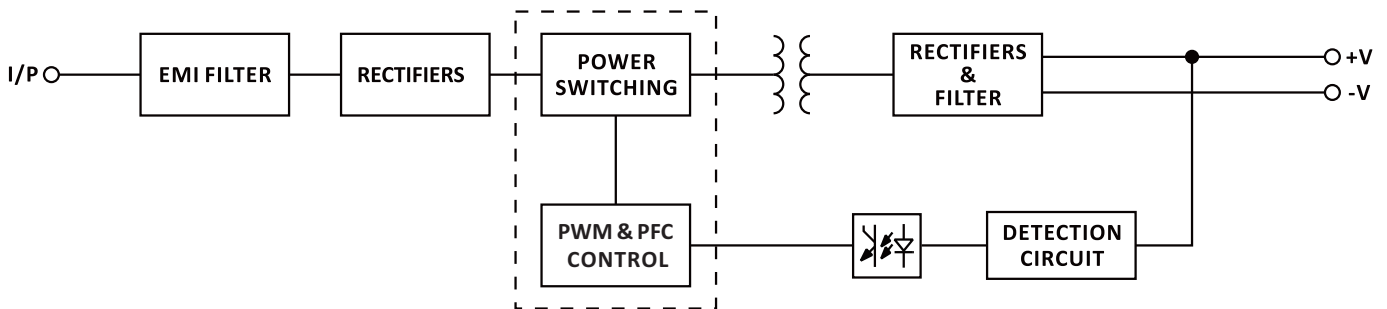 I/P
EMI FILTER
RECTIFIERS
POWER
SWITCHING
RECTIFIERS
&
FILTER
+V
-V
PWM & PFC
CONTROL
DETECTION
CIRCUIT